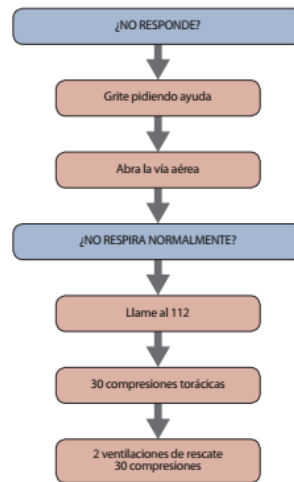 ¿NO RESPONDE?
Grite pidiendo ayuda
Abra la vía aérea
¿NO RESPIRA NORMALMENTE?
Llame al 112
30 compresiones torácicas
2 ventilaciones de rescate
30 compresiones